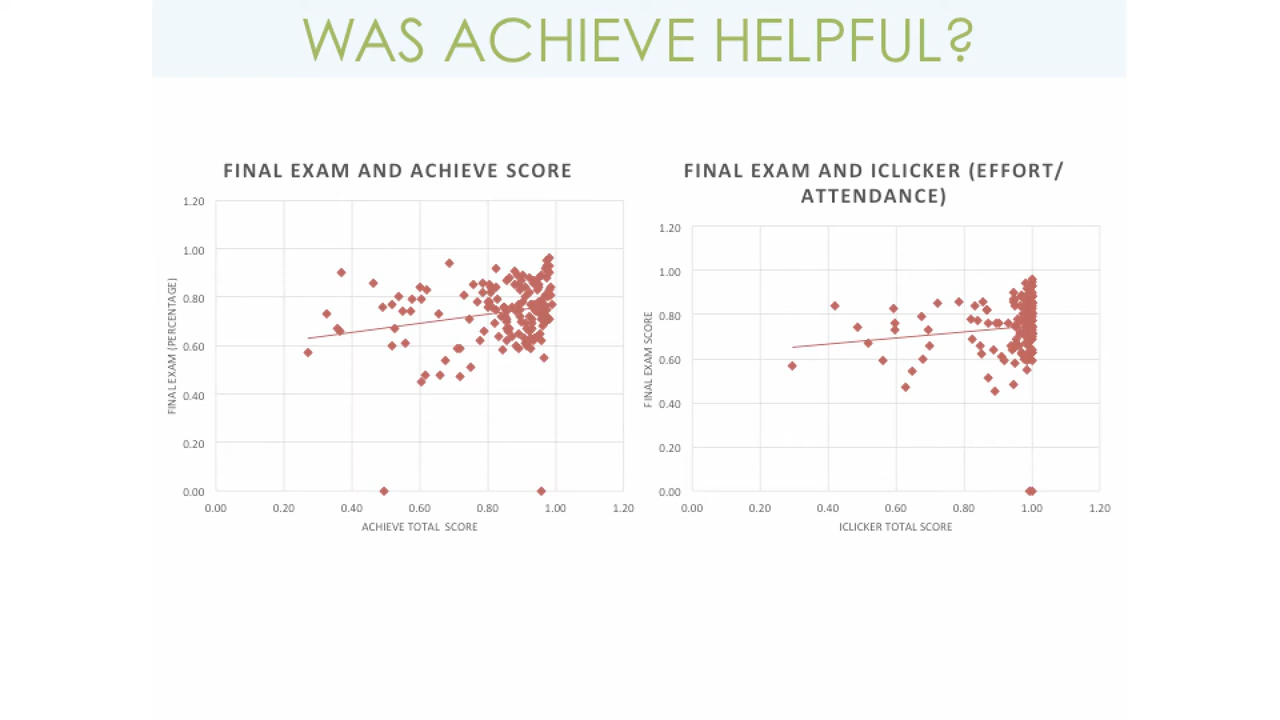 WAS ACHIEVE HELPFUL?
FINAL EXAM AND ACHIEVE SCORE
1.20
1.00
0.80
0.60
0.40
0.20
0.00
FINAL EXAM (PERCENTAGE)
0.00 0.20 0.40 0.60 0.80 1.00 1.20
ACHIEVE TOTAL SCORE
FINAL EXAM AND ICLICKER (EFFORT/
ATTENDANCE)
1.20
1.00
0.80
0.60
0.40
0.20
0.00
FINAL EXAM SCORE
0.00 0.20 0.40 0.60 0.80 1.00 1.20
ICLICKER TOTAL SCORE